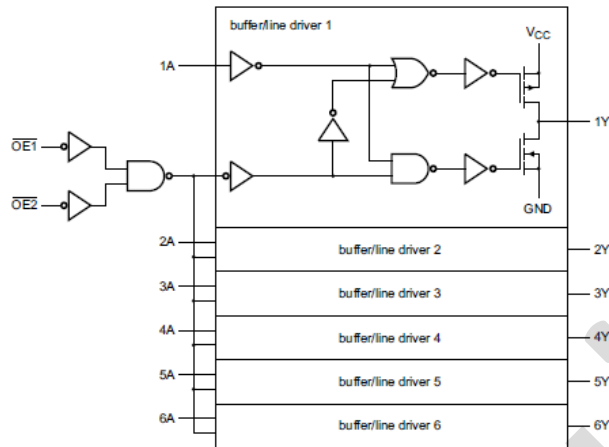 buffer/line driver 1
VCC
1A
1Y
OE1
OE2
GND
2A
buffer/line driver 2
2Y
3A
buffer/line driver 3
3Y
4A
buffer/line driver 4
4Y
5A
buffer/line driver 5
5Y
6A
buffer/line driver 6
6Y